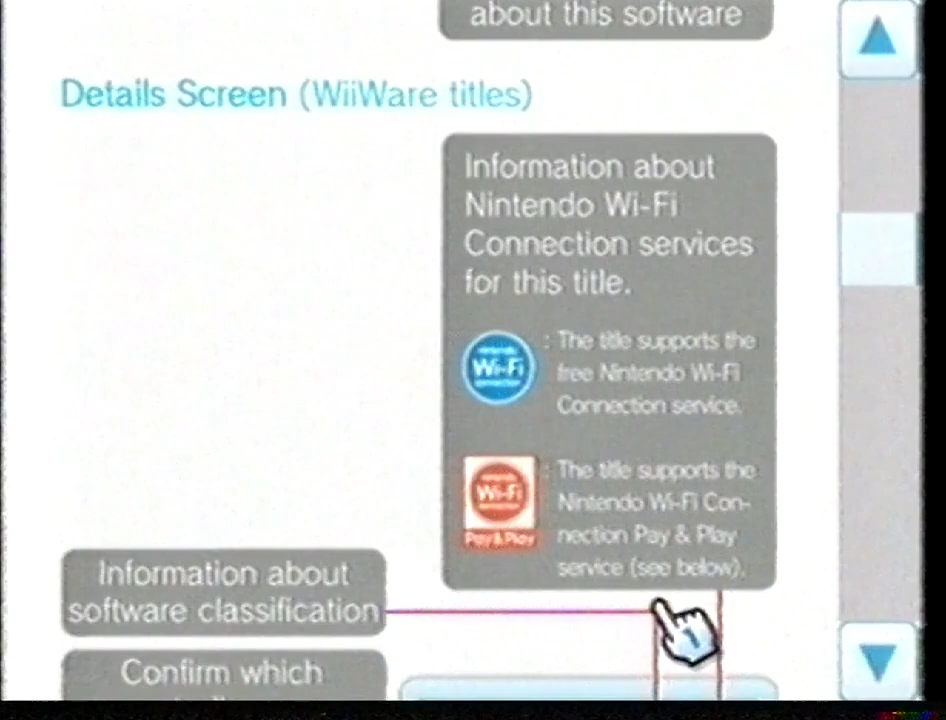 about this software
Details Screen (WiiWare titles)
Information about
Nintendo Wi-Fi
Connection services
for this title.
Wi-Fi
: The title supports the
free Nintendo Wi-Fi
Connection service.
Wi-Fi
Pay & Play
: The title supports the
Nintendo Wi-Fi Con-
nection Pay & Play
service (see below).
Information about
software classification
1
Confirm which